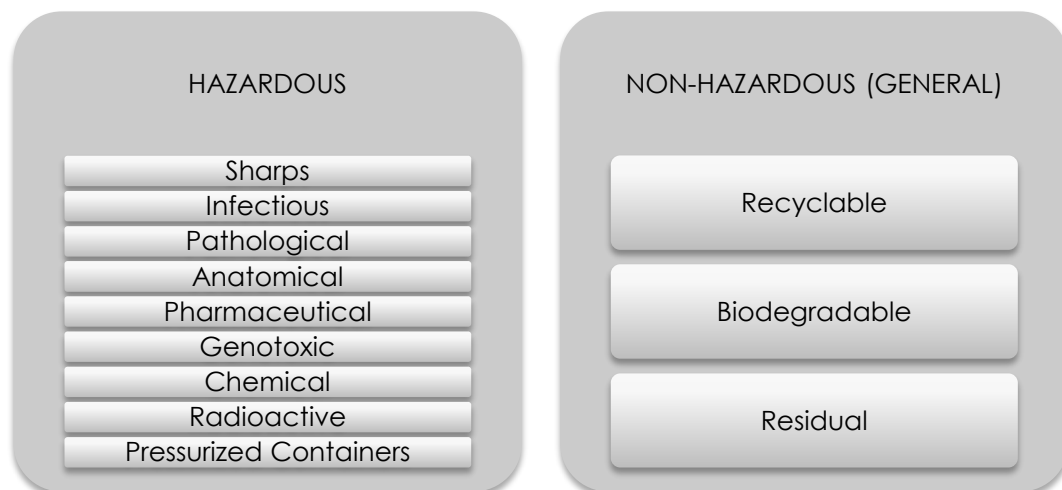 HAZARDOUS
Sharps
Infectious
Pathological
Anatomical
Pharmaceutical
Genotoxic
Chemical
Radioactive
Pressurized Containers
NON-HAZARDOUS (GENERAL)
Recyclable
Biodegradable
Residual